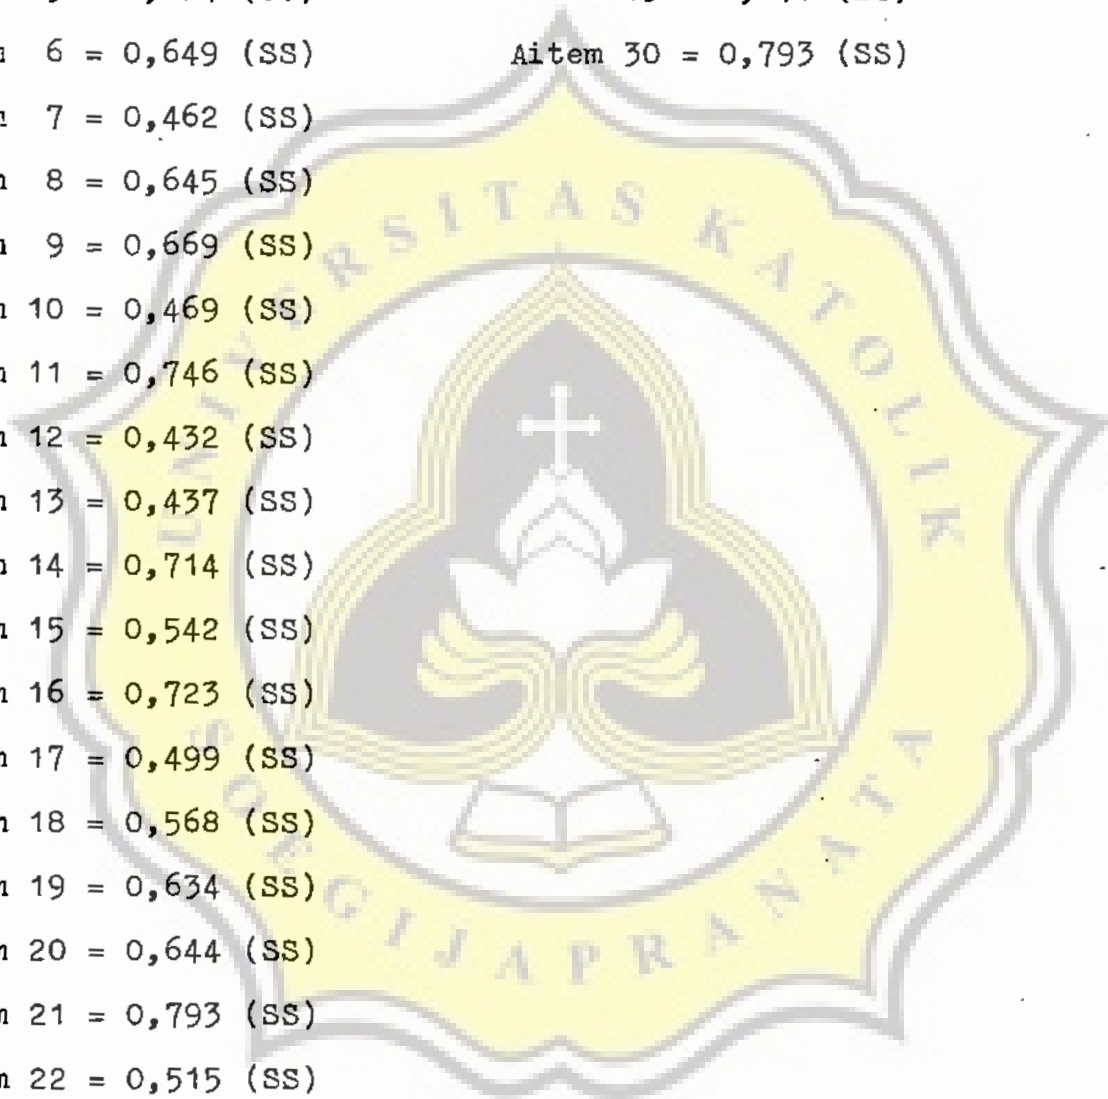 6 = 0,649 (SS)
Aitem 30 = 0,793 (SS)
7 = 0,462 (SS)
8 = 0,645 (SS)
9 = 0,669 (SS)
10 = 0,469 (SS)
11 = 0,746 (SS)
12 = 0,432 (SS)
13 = 0,437 (SS)
14 = 0,714 (SS)
15 = 0,542 (SS)
16 = 0,723 (SS)
17 = 0,499 (SS)
18 = 0,568 (SS)
19 = 0,634 (SS)
20 = 0,644 (SS)
21 = 0,793 (SS)
22 = 0,515 (SS)
UNIVERSITAS KATOLIK
SOEGIJAPRANATA